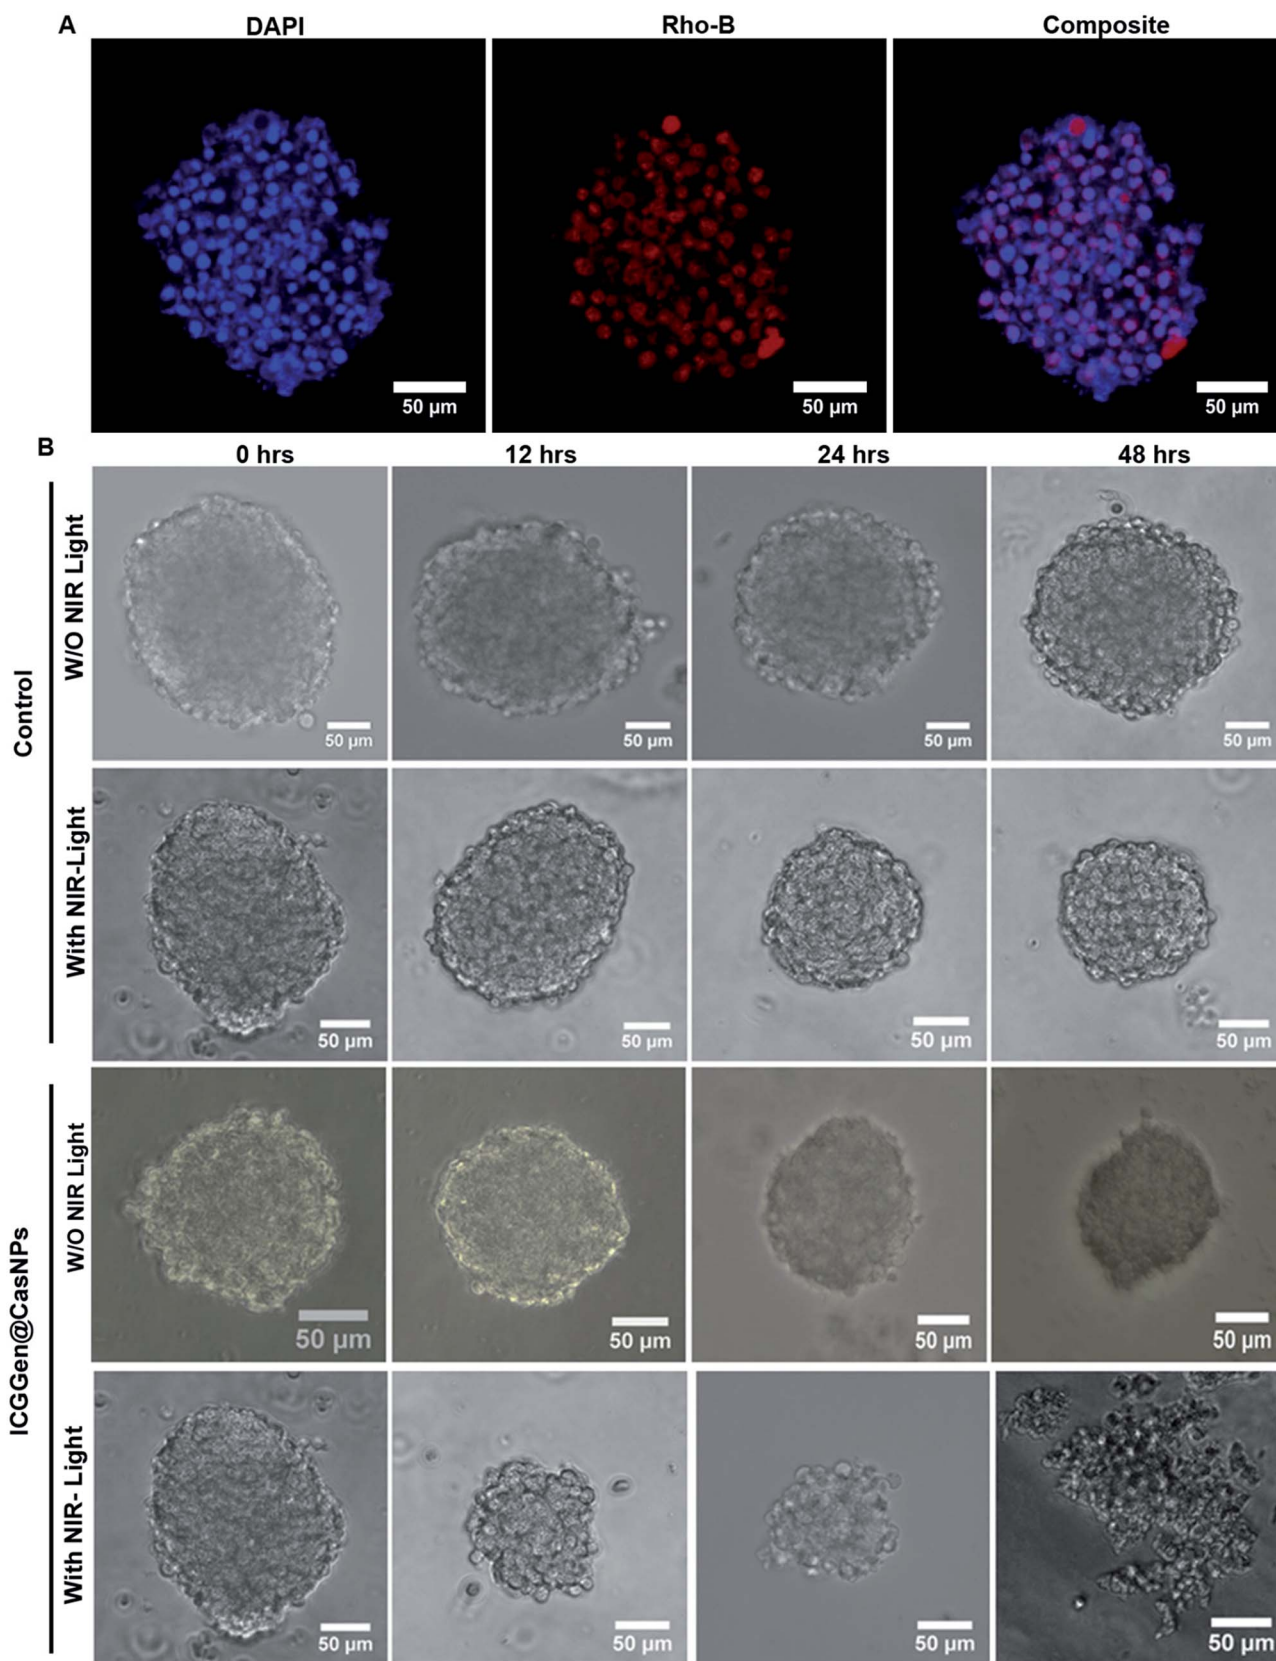 A
DAPI
Rho-B
Composite
50 µm
50 µm
50 µm
B
0 hrs
12 hrs
24 hrs
48 hrs
Control
W/O NIR Light
50 µm
50 µm
50 µm
50 µm
With NIR-Light
50 µm
50 µm
50 µm
50 µm
ICGGen@CasNPs
W/O NIR Light
50 µm
50 µm
50 µm
50 µm
With NIR- Light
50 µm
50 µm
50 µm
50 µm